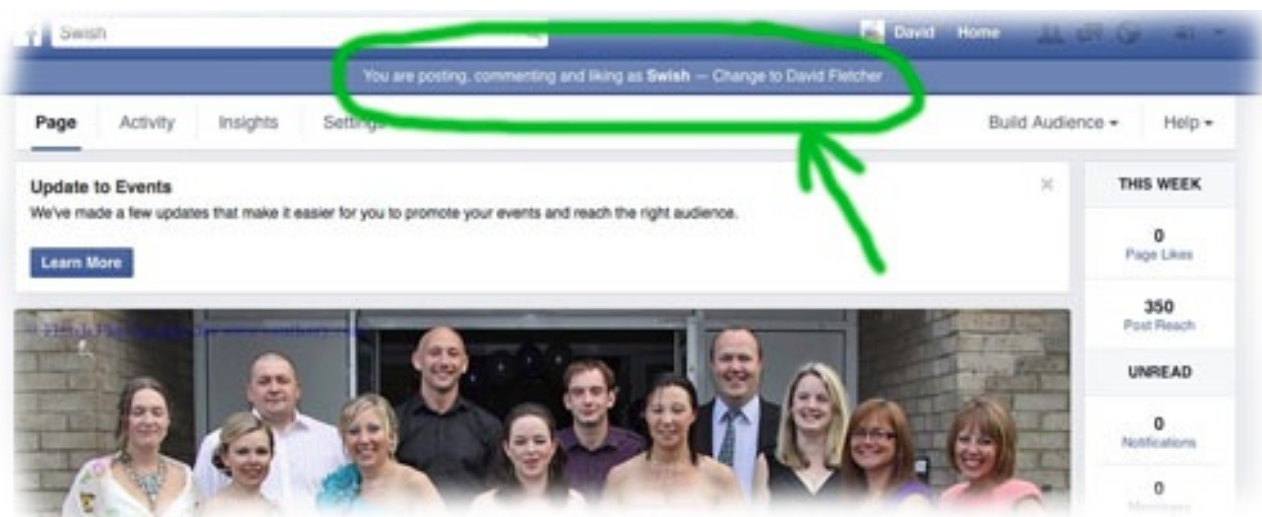 Swish
David Home
You are posting, commenting and liking as Swish — Change to David Fletcher
Page Activity Insights Settings
Build Audience Help
Update to Events
We've made a few updates that make it easier for you to promote your events and reach the right audience.
Learn More
THIS WEEK
0
Page Likes
350
Post Reach
UNREAD
0
Notifications
0
Messages